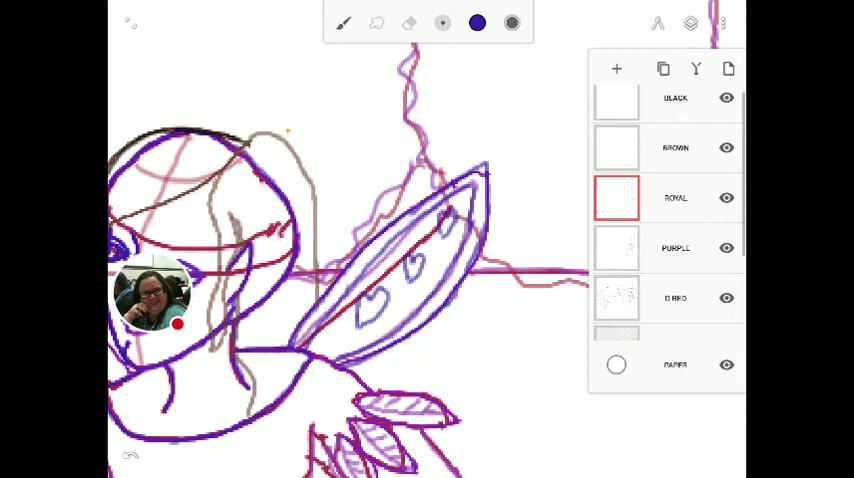 BLACK
BROWN
ROYAL
PURPLE
D RED
PAPER